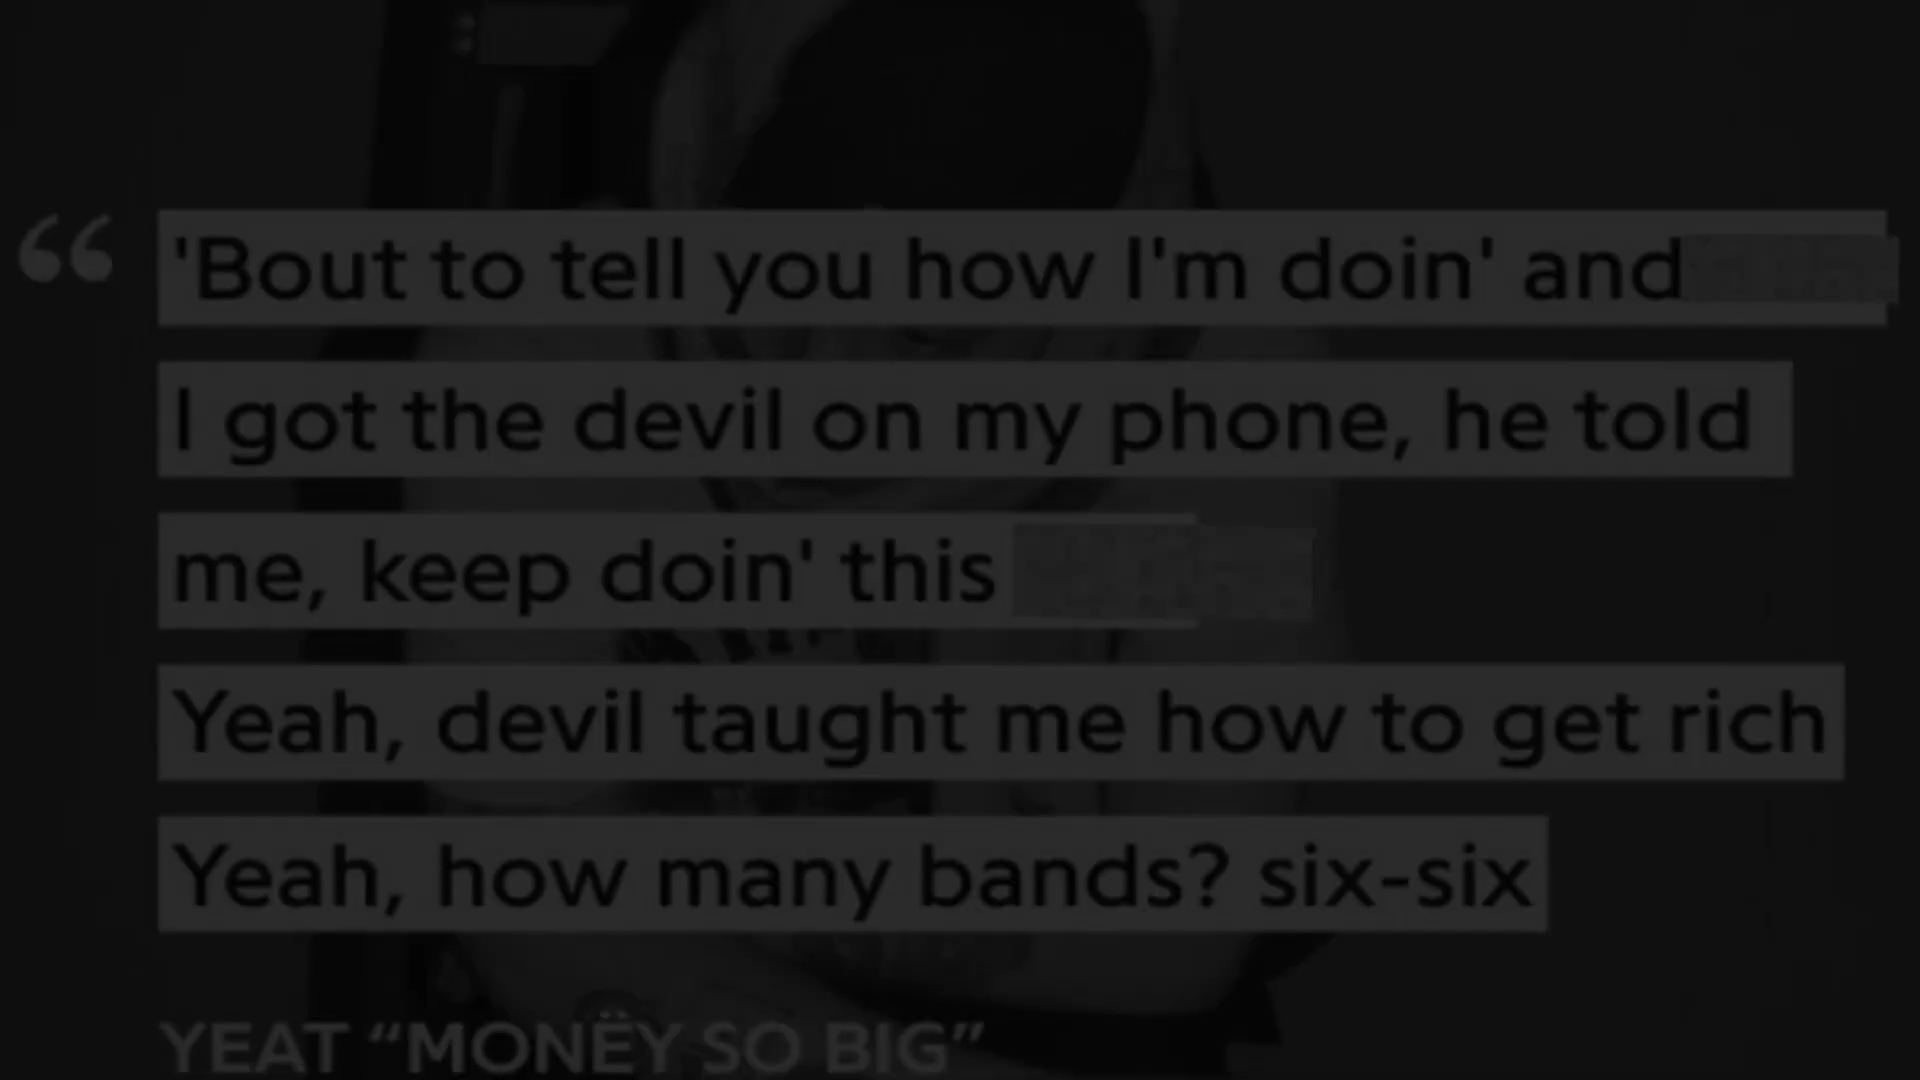 “
'Bout to tell you how I'm doin' and
I got the devil on my phone, he told
me, keep doin' this
Yeah, devil taught me how to get rich
Yeah, how many bands? six-six
YEAT “MONËY SO BIG”